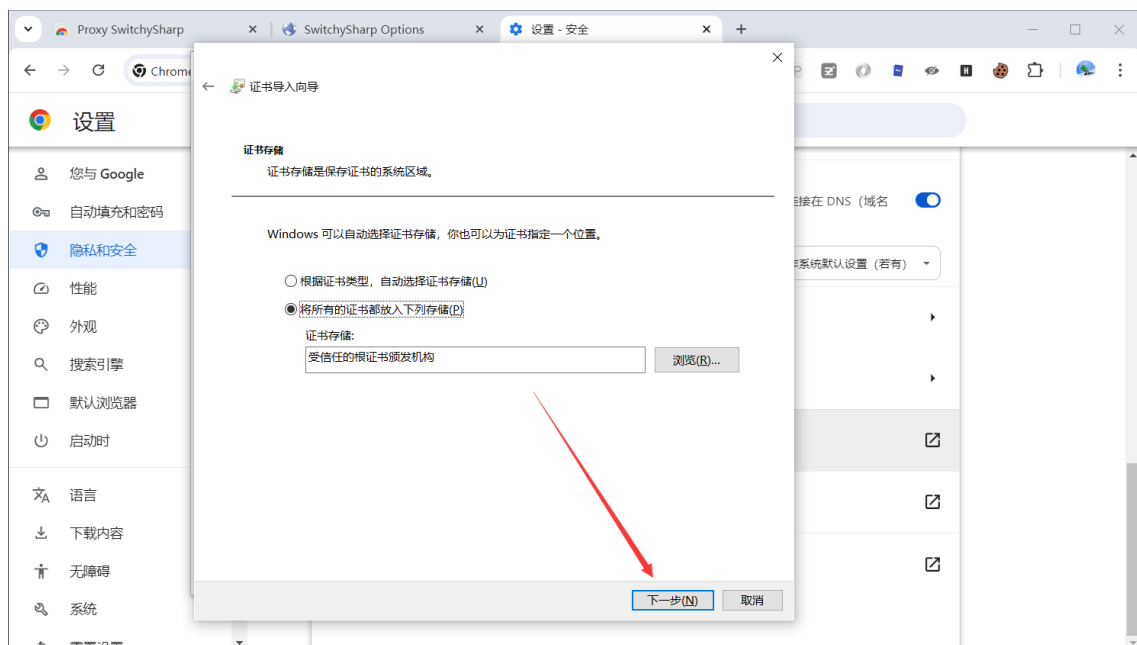 Proxy SwitchySharp
SwitchySharp Options
设置 - 安全
Chrome
设置
证书导入向导
证书存储
证书存储是保存证书的系统区域。
Windows 可以自动选择证书存储，你也可以为证书指定一个位置。
根据证书类型，自动选择证书存储(U)
将所有的证书都放入下列存储(P)
证书存储:
受信任的根证书颁发机构
浏览(R)...
下一步(N)
取消
您与 Google
自动填充和密码
隐私和安全
性能
外观
搜索引擎
默认浏览器
启动时
语言
下载内容
无障碍
系统
重置设置
接在 DNS（域名
系统默认设置（若有）